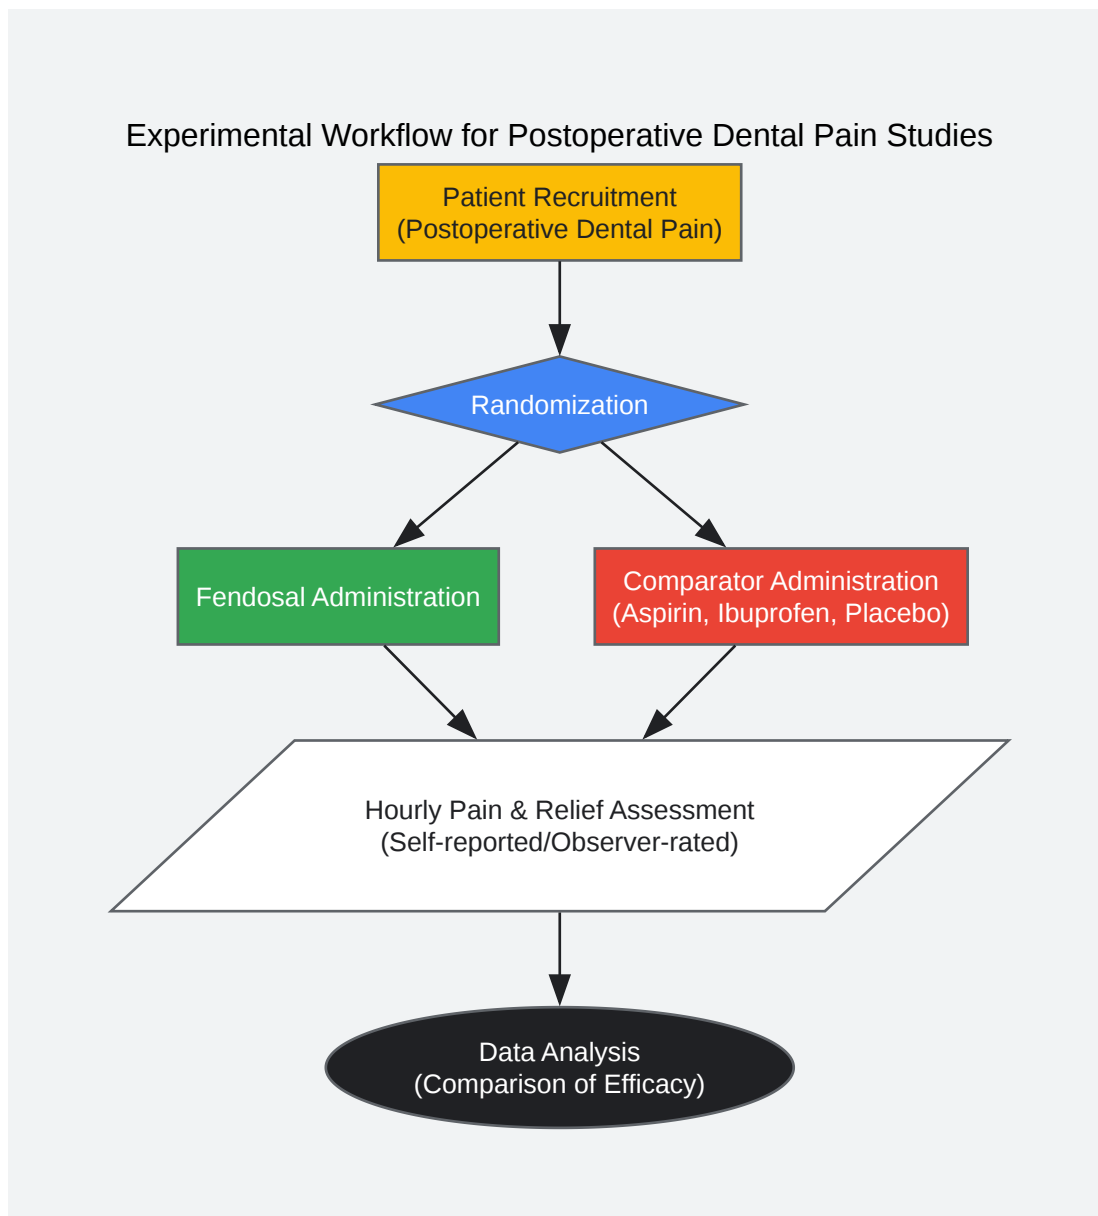 Experimental Workflow for Postoperative Dental Pain Studies
Patient Recruitment
(Postoperative Dental Pain)
Randomization
Fendosal Administration
Comparator Administration
(Aspirin, Ibuprofen, Placebo)
Hourly Pain & Relief Assessment
(Self-reported/Observer-rated)
Data Analysis
(Comparison of Efficacy)